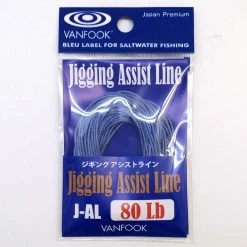 Japan Premium
VANFOOK
BLEU LABEL FOR SALTWATER FISHING
Jigging Assist Line
ジギング アシストライン
Jigging Assist Line
J-AL 80 Lb
VANFOOK